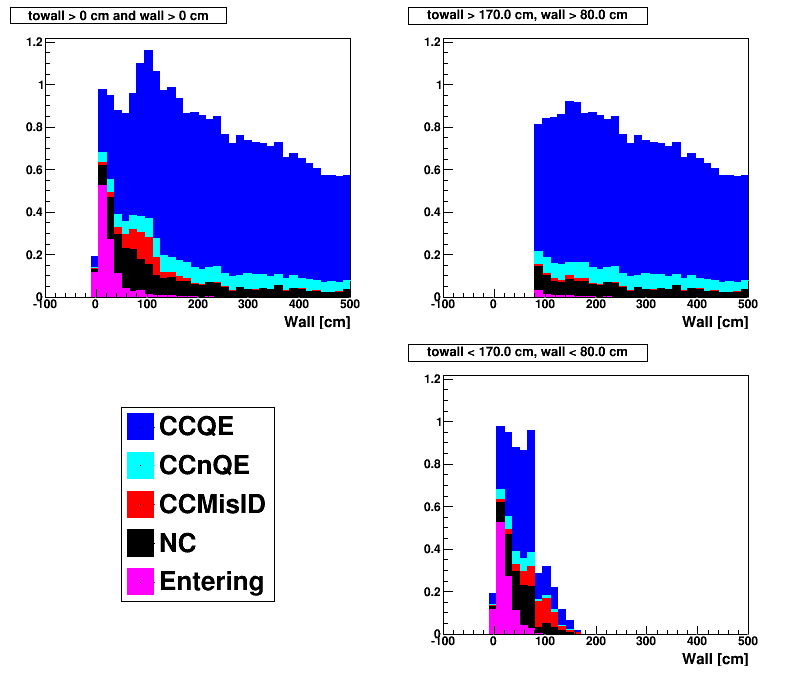 towall > 0 cm and wall > 0 cm
1.2
1
0.8
0.6
0.4
0.2
0
-100 0 100 200 300 400 500
Wall [cm]
towall > 170.0 cm, wall > 80.0 cm
1.2
1
0.8
0.6
0.4
0.2
0
-100 0 100 200 300 400 500
Wall [cm]
CCQE
CCnQE
CCMisID
NC
Entering
towall < 170.0 cm, wall < 80.0 cm
1.2
1
0.8
0.6
0.4
0.2
0
-100 0 100 200 300 400 500
Wall [cm]